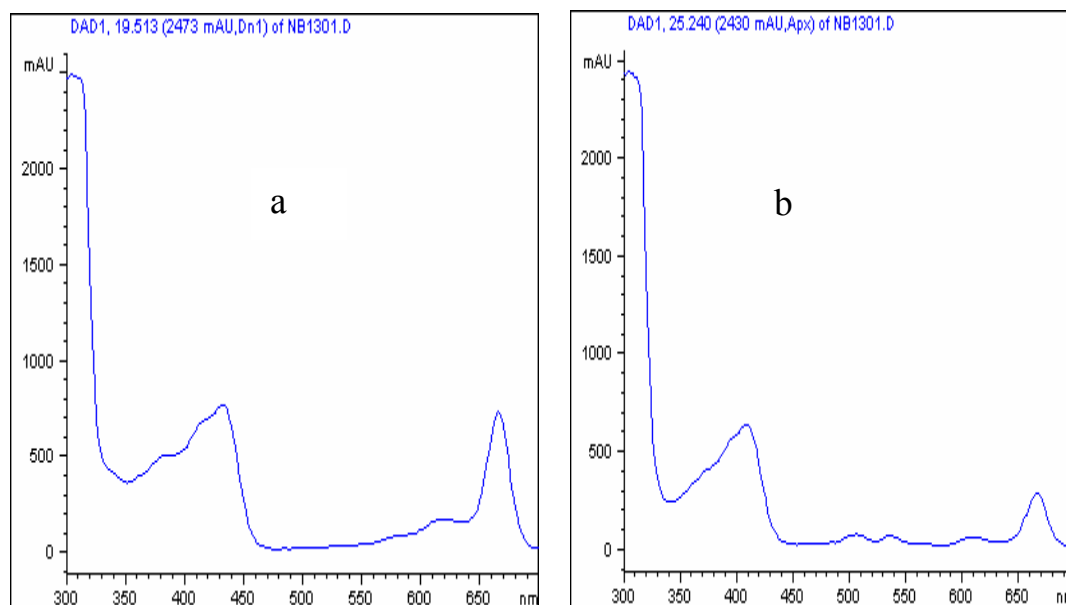 DAD1, 19.513 (2473 mAU,Dn1) of NB1301.D
mAU
2000
1500
1000
500
0
300 350 400 450 500 550 600 650 nm
a
DAD1, 25.240 (2430 mAU,Apx) of NB1301.D
mAU
2000
1500
1000
500
0
300 350 400 450 500 550 600 650 nm
b